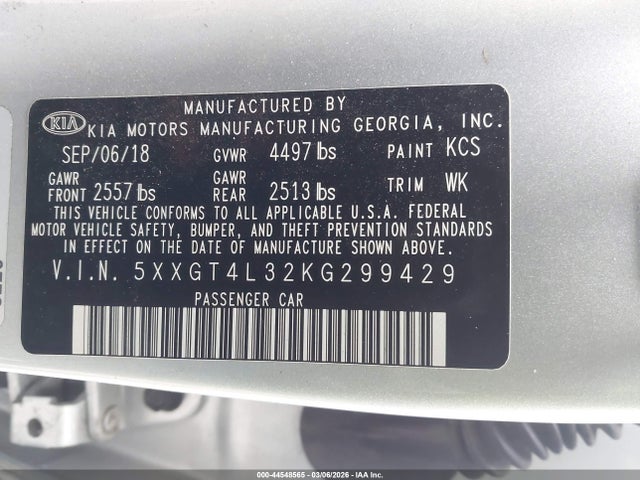 MANUFACTURED BY
KIA KIA MOTORS MANUFACTURING GEORGIA, INC.
SEP/06/18 GVWR 4497 lbs PAINT KCS
GAWR FRONT 2557 lbs GAWR REAR 2513 lbs TRIM WK
THIS VEHICLE CONFORMS TO ALL APPLICABLE U.S.A. FEDERAL
MOTOR VEHICLE SAFETY, BUMPER, AND THEFT PREVENTION STANDARDS
IN EFFECT ON THE DATE OF MANUFACTURE SHOWN ABOVE
V.I.N. 5XXGT4L32KG299429
PASSENGER CAR
000-44548565 | 03/06/2026 | IAA Inc.